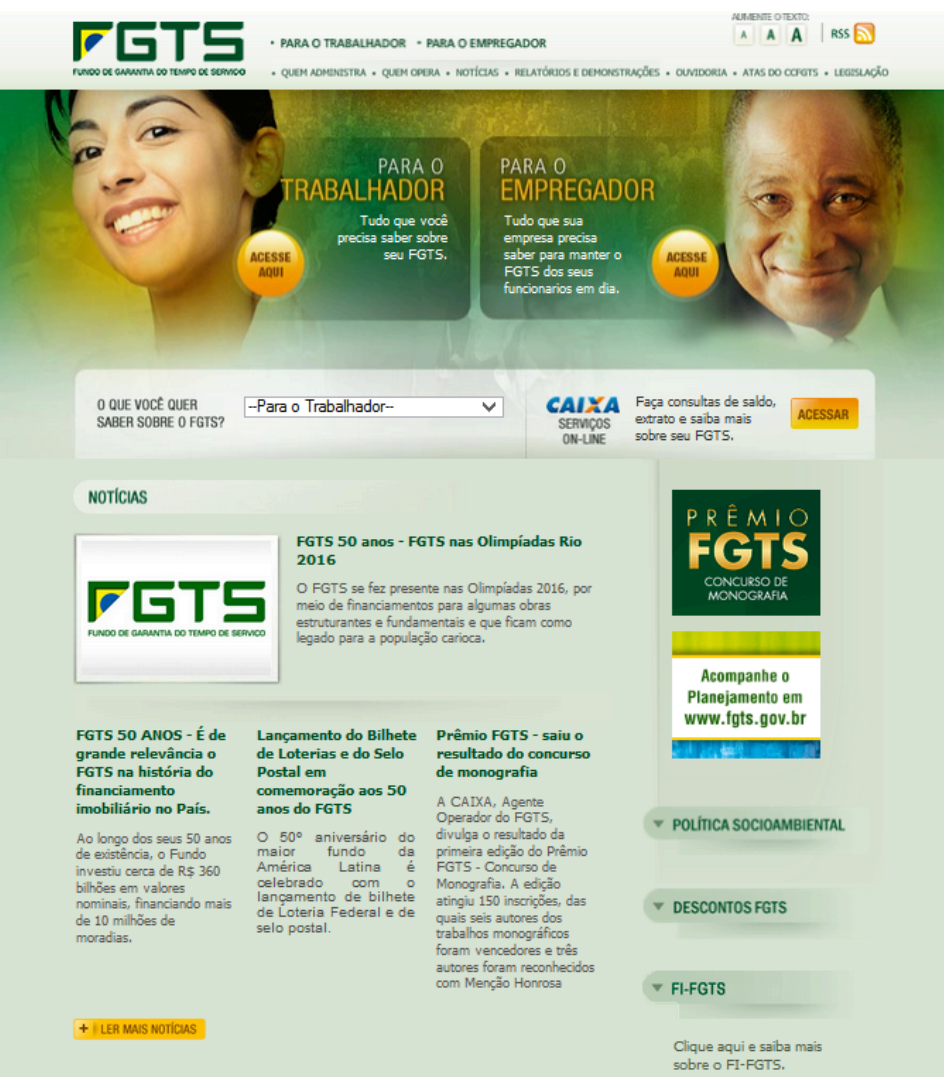 FGTS
FUNDO DE GARANTIA DO TEMPO DE SERVIÇO
• PARA O TRABALHADOR • PARA O EMPREGADOR
AUMENTE O TEXTO:
A A A
RSS
• QUEM ADMINISTRA • QUEM OPERA • NOTÍCIAS • RELATÓRIOS E DEMONSTRAÇÕES • OUVIDORIA • ATAS DO CCFGTS • LEGISLAÇÃO
PARA O
TRABALHADOR
Tudo que você
precisa saber sobre
seu FGTS.
ACESSE
AQUI
PARA O
EMPREGADOR
Tudo que sua
empresa precisa
saber para manter o
FGTS dos seus
funcionarios em dia.
ACESSE
AQUI
O QUE VOCÊ QUER
SABER SOBRE O FGTS?
--Para o Trabalhador--
CAIXA
SERVIÇOS
ON-LINE
Faça consultas de saldo,
extrato e saiba mais
sobre seu FGTS.
ACESSAR
NOTÍCIAS
FGTS
FUNDO DE GARANTIA DO TEMPO DE SERVIÇO
FGTS 50 anos - FGTS nas Olimpíadas Rio
2016
O FGTS se fez presente nas Olimpíadas 2016, por
meio de financiamentos para algumas obras
estruturantes e fundamentais e que ficam como
legado para a população carioca.
FGTS 50 ANOS - É de
grande relevância o
FGTS na história do
financiamento
imobiliário no País.
Ao longo dos seus 50 anos
de existência, o Fundo
investiu cerca de R$ 360
bilhões em valores
nominais, financiando mais
de 10 milhões de
moradias.
Lançamento do Bilhete
de Loterias e do Selo
Postal em
comemoração aos 50
anos do FGTS
O 50º aniversário do
maior fundo da
América Latina é
celebrado com o
lançamento de bilhete
de Loteria Federal e de
selo postal.
Prêmio FGTS - saiu o
resultado do concurso
de monografia
A CAIXA, Agente
Operador do FGTS,
divulga o resultado da
primeira edição do Prêmio
FGTS - Concurso de
Monografia. A edição
atingiu 150 inscrições, das
quais seis autores dos
trabalhos monográficos
foram vencedores e três
autores foram reconhecidos
com Menção Honrosa
+ LER MAIS NOTÍCIAS
PRÊMIO
FGTS
CONCURSO DE
MONOGRAFIA
Acompanhe o
Planejamento em
www.fgts.gov.br
POLÍTICA SOCIOAMBIENTAL
DESCONTOS FGTS
FI-FGTS
Clique aqui e saiba mais
sobre o FI-FGTS.